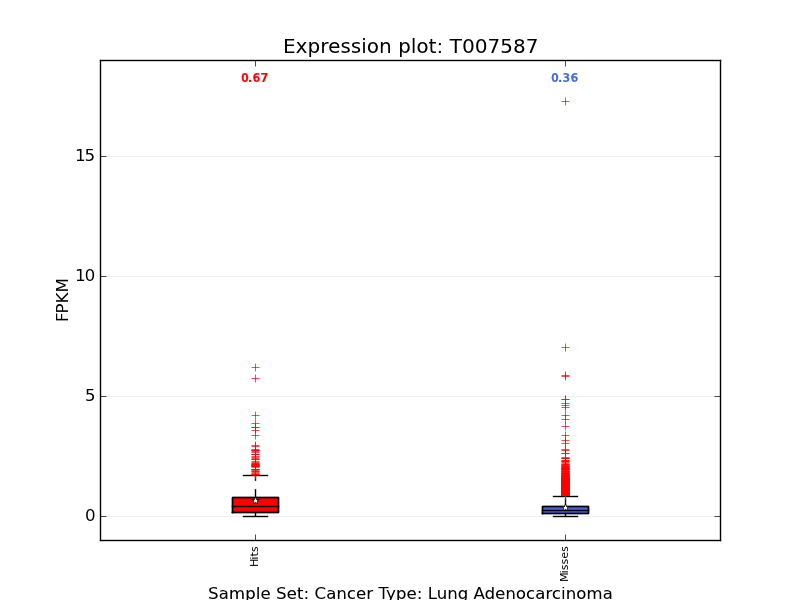 Expression plot: T007587
0.67
0.36
15
10
5
0
FPKM
Hits
Misses
Sample Set: Cancer Type: Lung Adenocarcinoma